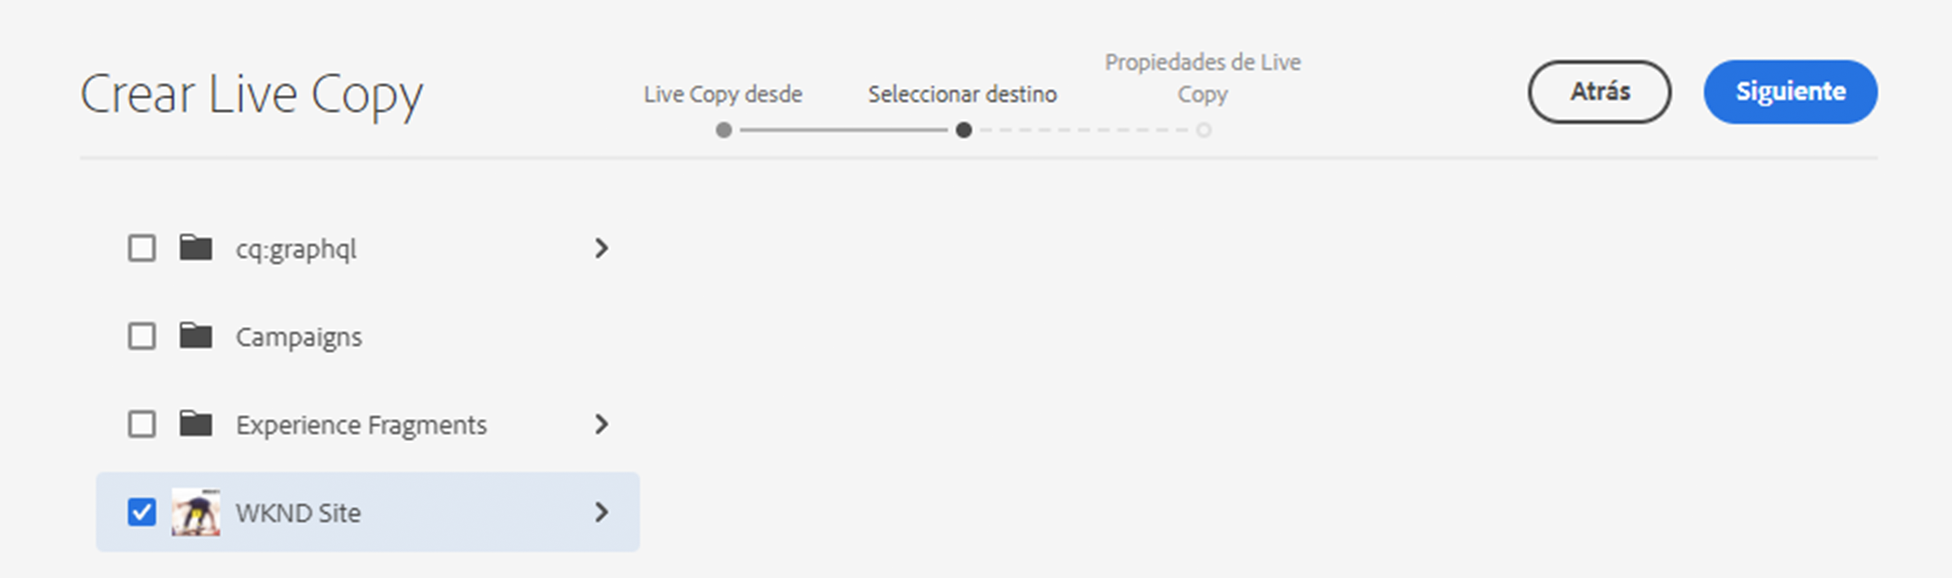 Crear Live Copy
Live Copy desde
Seleccionar destino
Propiedades de Live
Copy
Atrás
Siguiente
cq:graphql
Campaigns
Experience Fragments
WKND Site